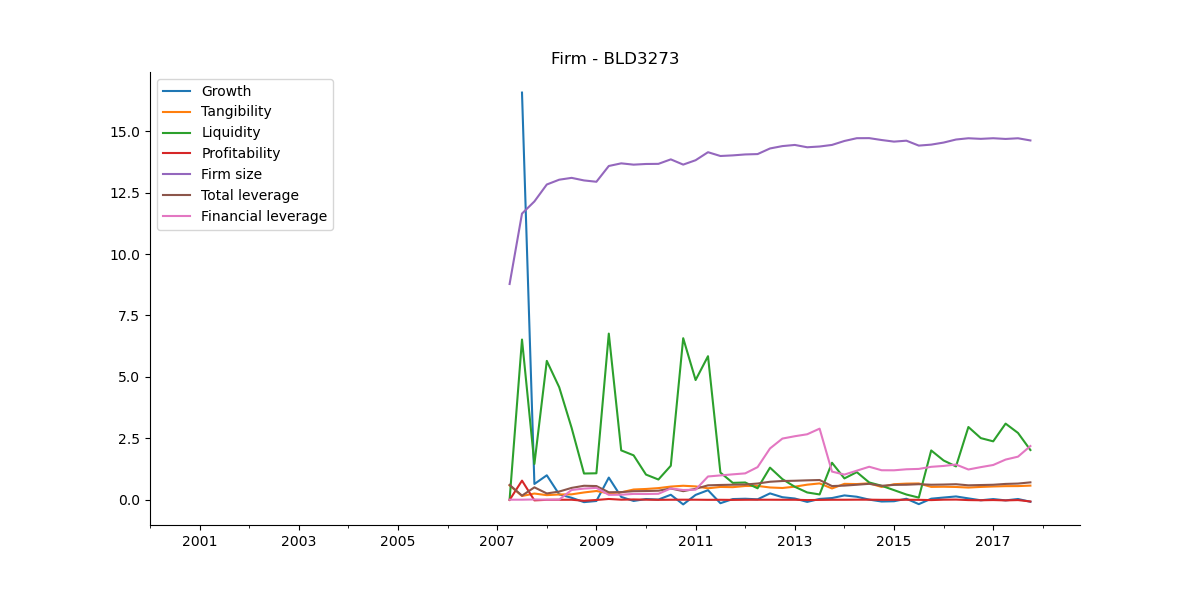 Firm - BLD3273
Growth
Tangibility
Liquidity
Profitability
Firm size
Total leverage
Financial leverage
15.0
12.5
10.0
7.5
5.0
2.5
0.0
2001 2003 2005 2007 2009 2011 2013 2015 2017